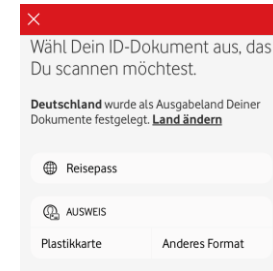 Wähl Dein ID-Dokument aus, das
Du scannen möchtest.
Deutschland wurde als Ausgabeland Deiner
Dokumente festgelegt. Land ändern
Reisepass
AUSWEIS
Plastikkarte Anderes Format